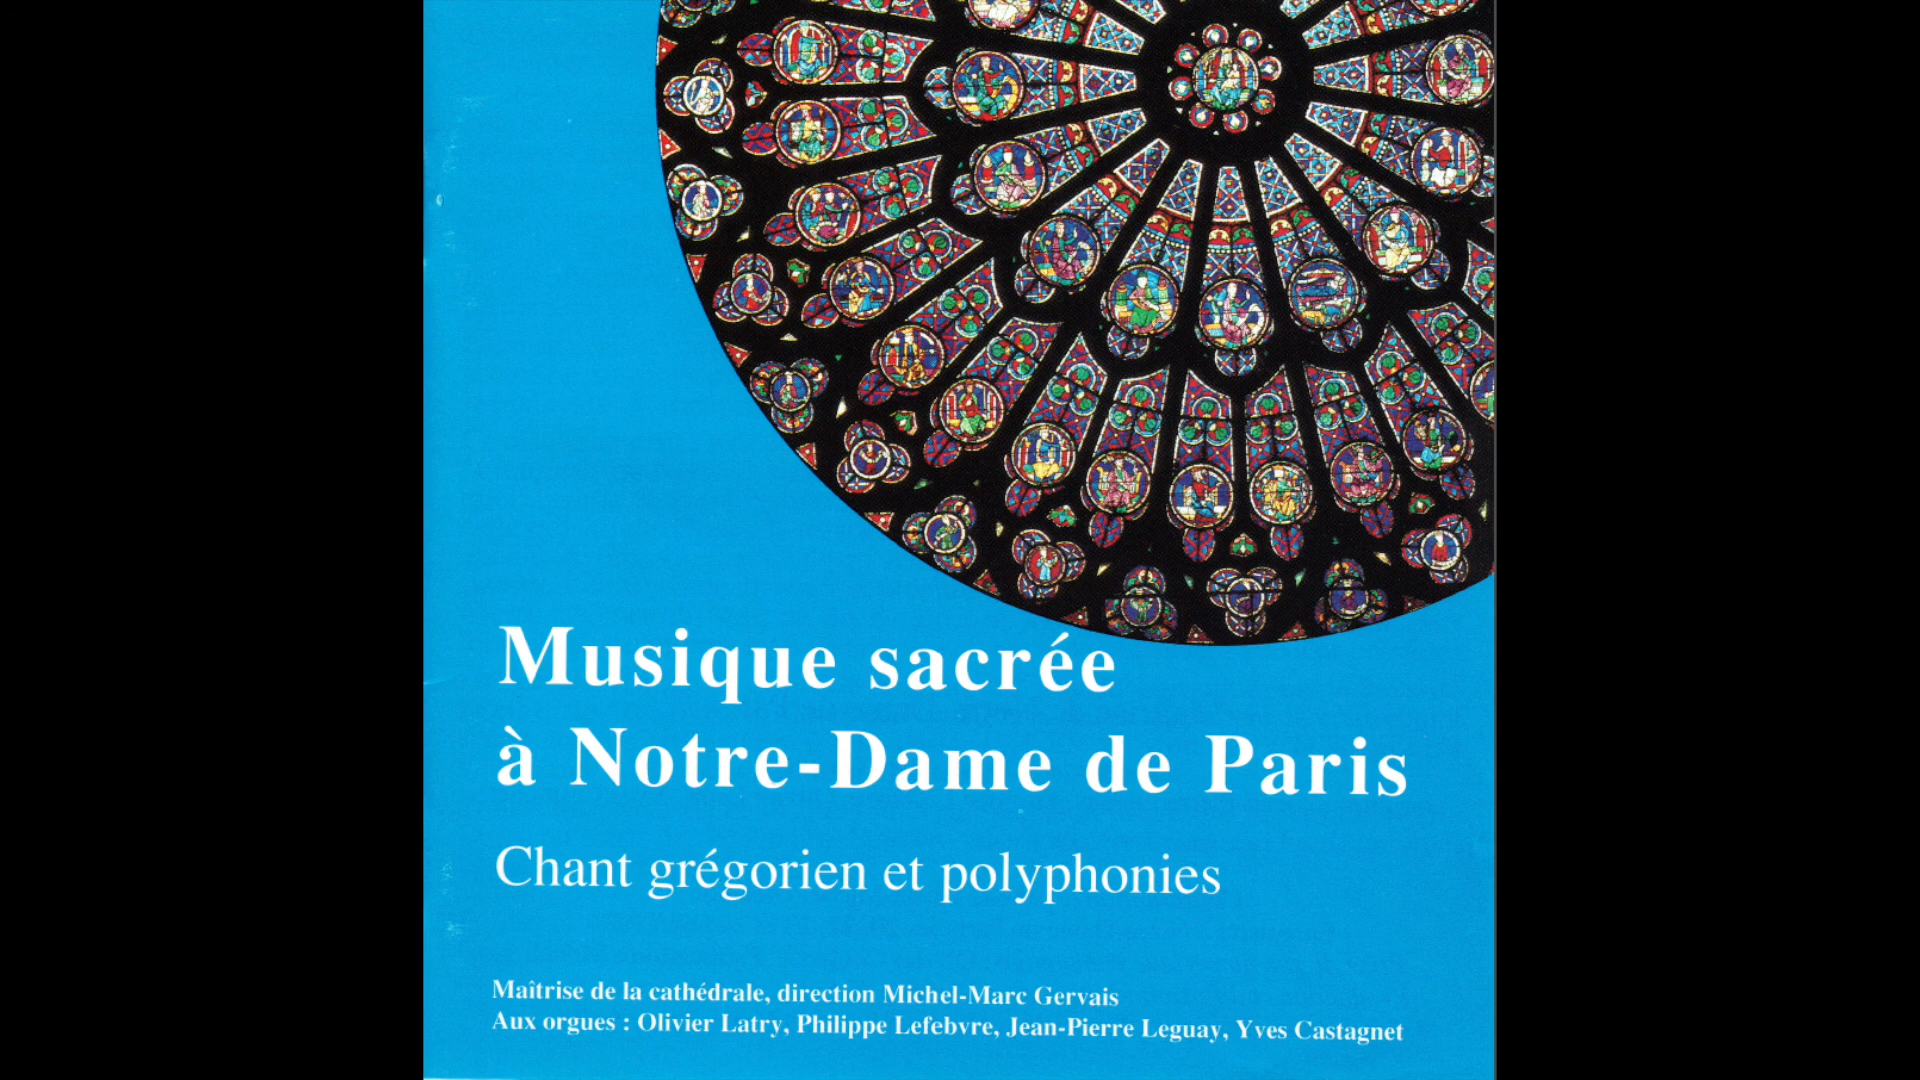 Musique sacrée
à Notre-Dame de Paris
Chant grégorien et polyphonies
Maîtrise de la cathédrale, direction Michel-Marc Gervais
Aux orgues : Olivier Latry, Philippe Lefebvre, Jean-Pierre Leguay, Yves Castagnet